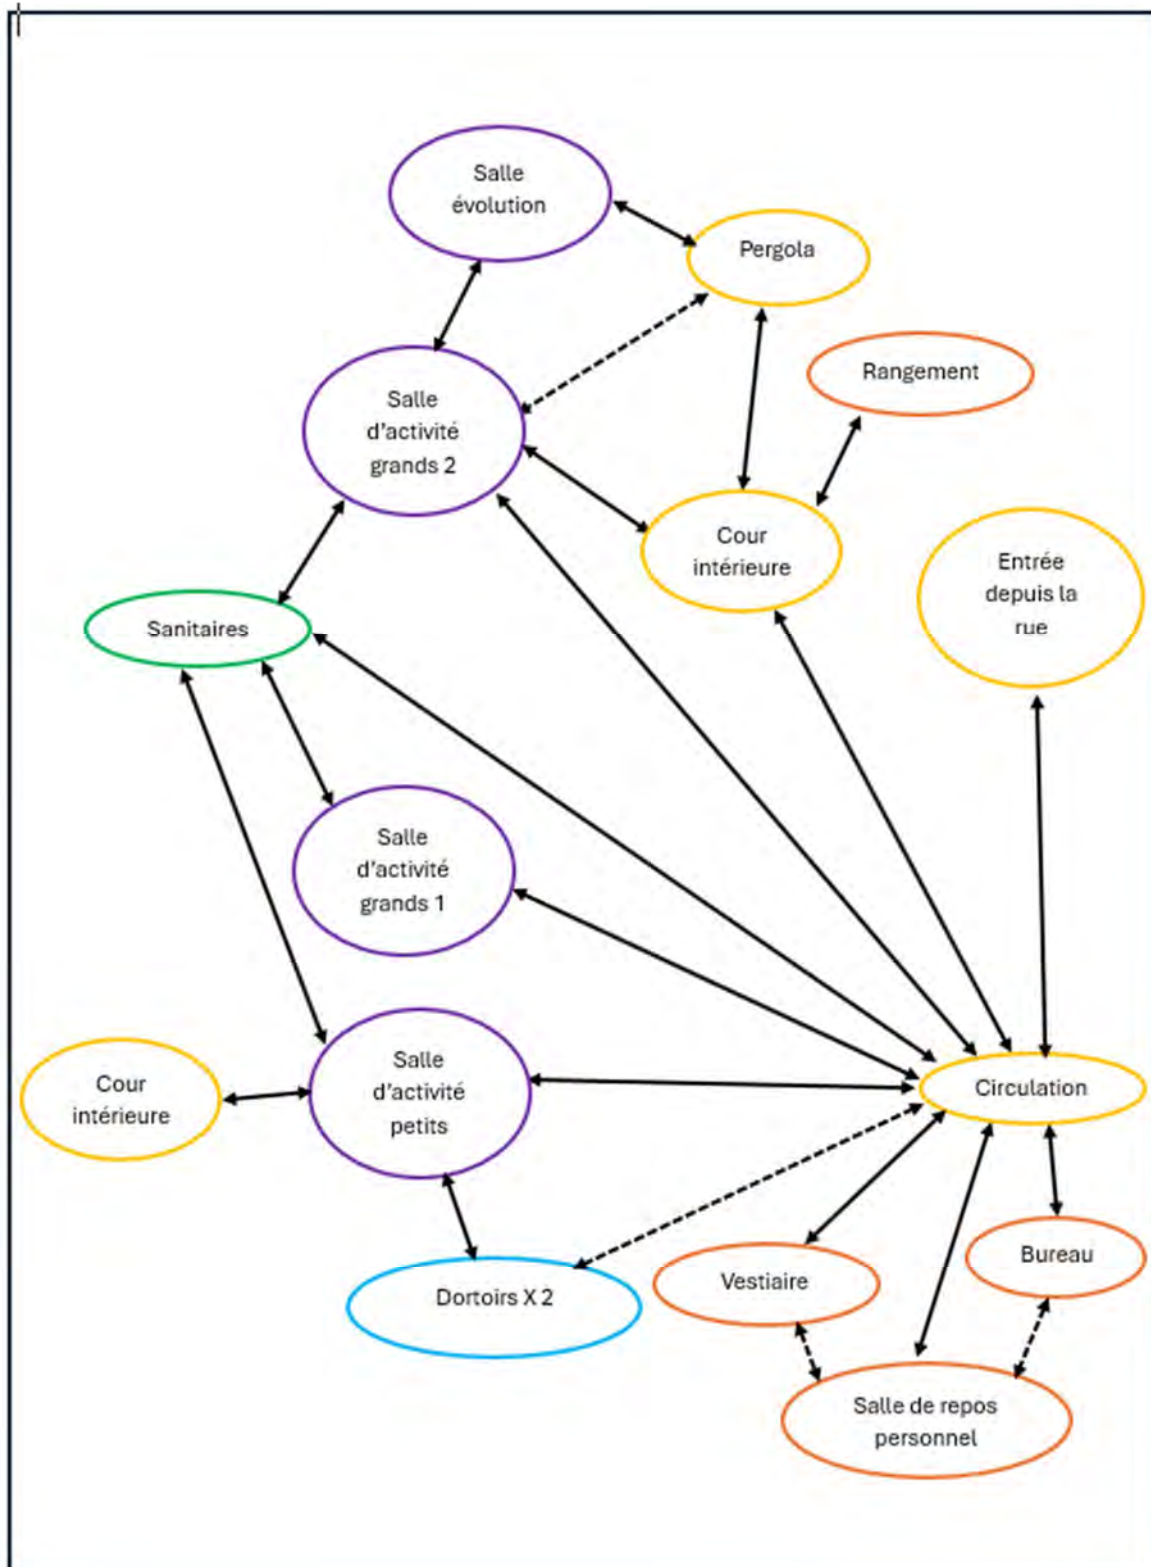 Salle
évolution
Pergola
Rangement
Salle
d'activité
grands 2
Cour
intérieure
Entrée
depuis la
rue
Sanitaires
Salle
d'activité
grands 1
Salle
d'activité
petits
Cour
intérieure
Circulation
Dortoirs X 2
Vestiaire
Bureau
Salle de repos
personnel